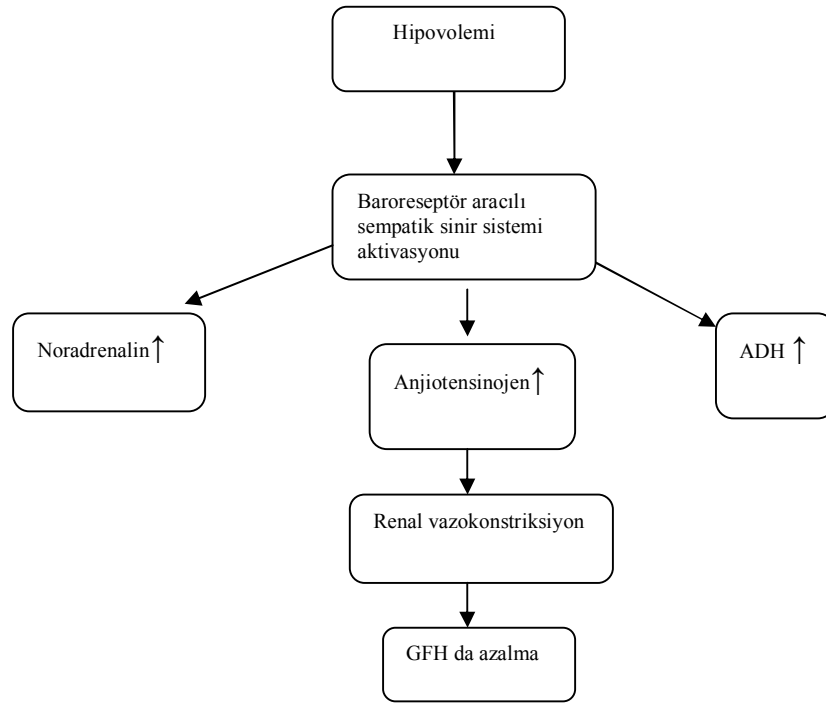 Hipovolemi
Baroreseptör aracılı
sempatik sinir sistemi
aktivasyonu
Noradrenalin↑
Anjiotensinojen↑
ADH ↑
Renal vazokonstriksiyon
GFH da azalma